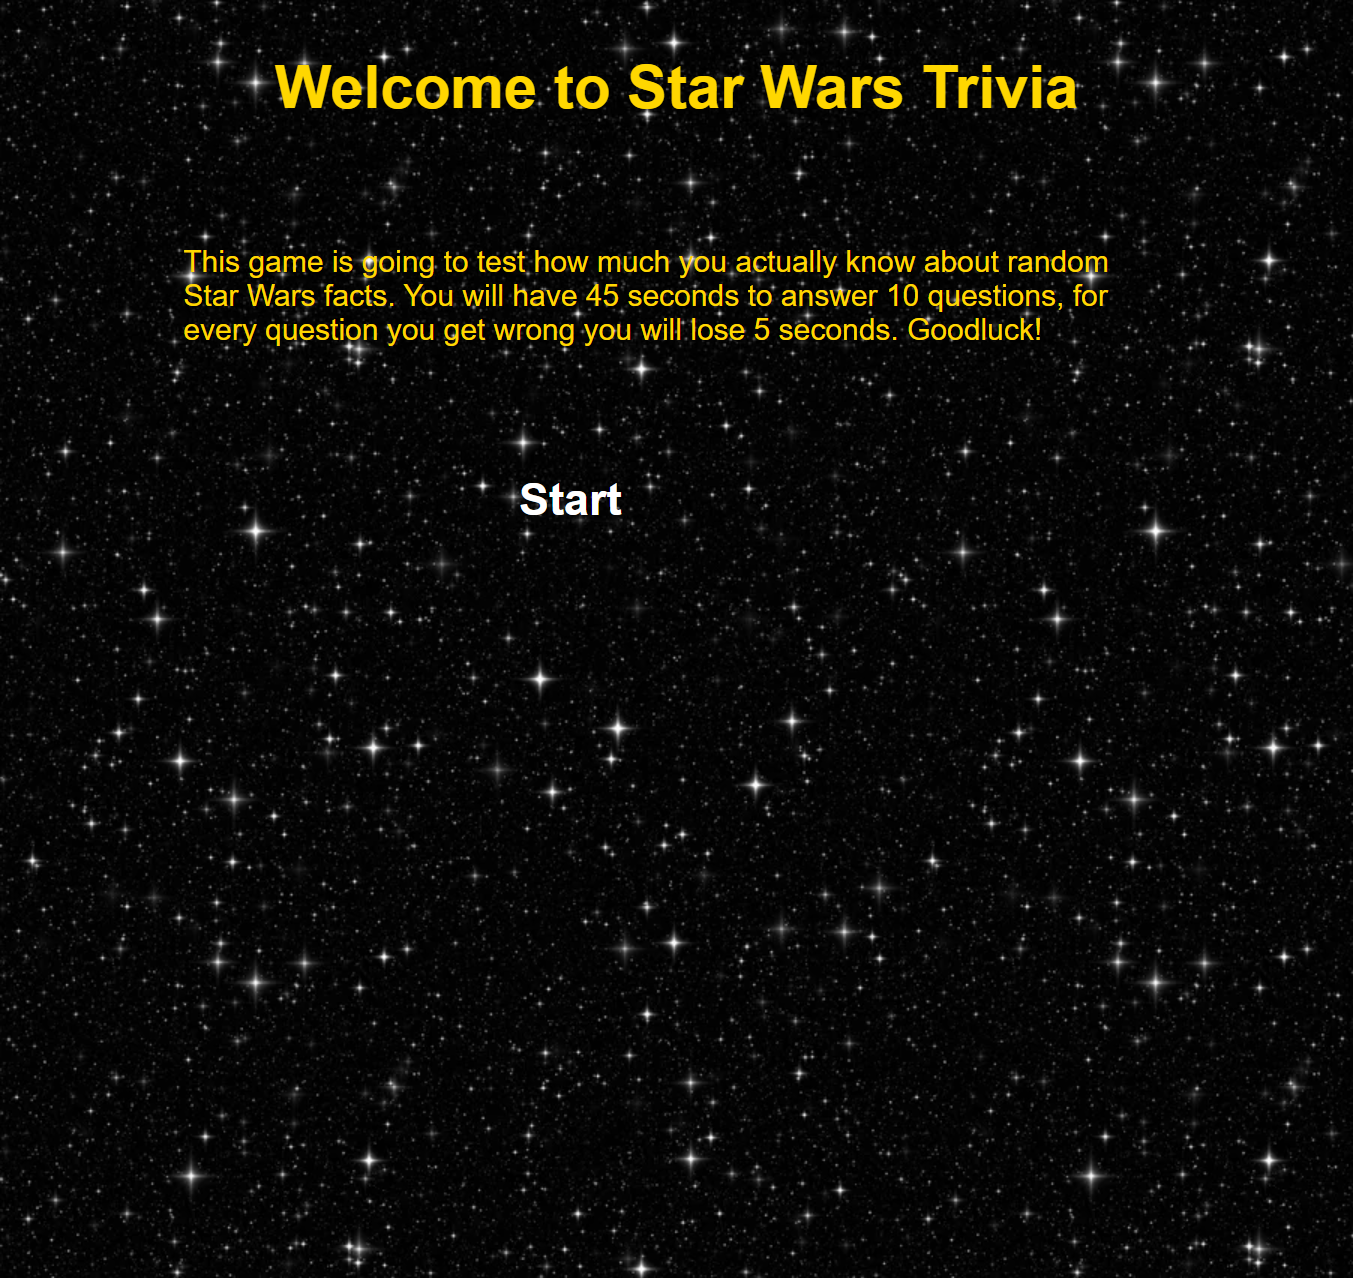 Welcome to Star Wars Trivia
This game is going to test how much you actually know about random
Star Wars facts. You will have 45 seconds to answer 10 questions, for
every question you get wrong you will lose 5 seconds. Goodluck!
Start